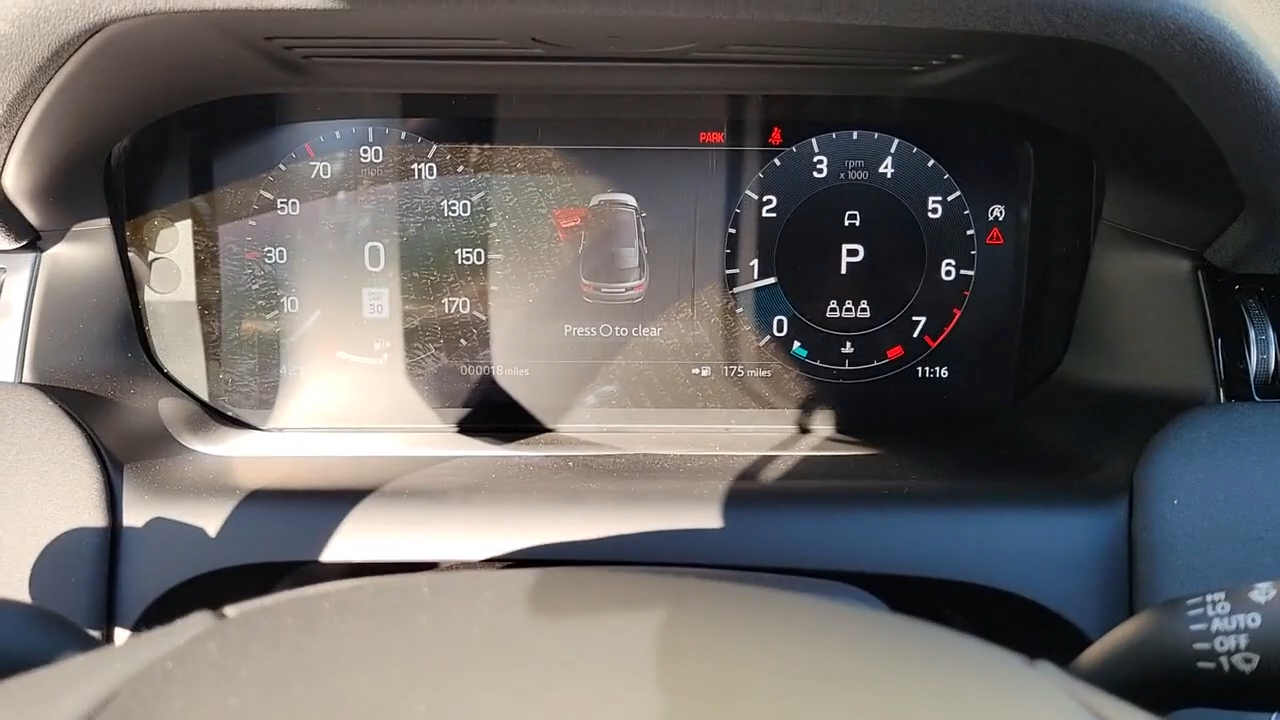 PARK
10
30
50
70
90
mph
110
130
150
170
0
30
Press O to clear
000018 miles
175 miles
0
1
2
3
4
5
6
7
rpm
x 1000
P
11:16
LO
AUTO
OFF
1